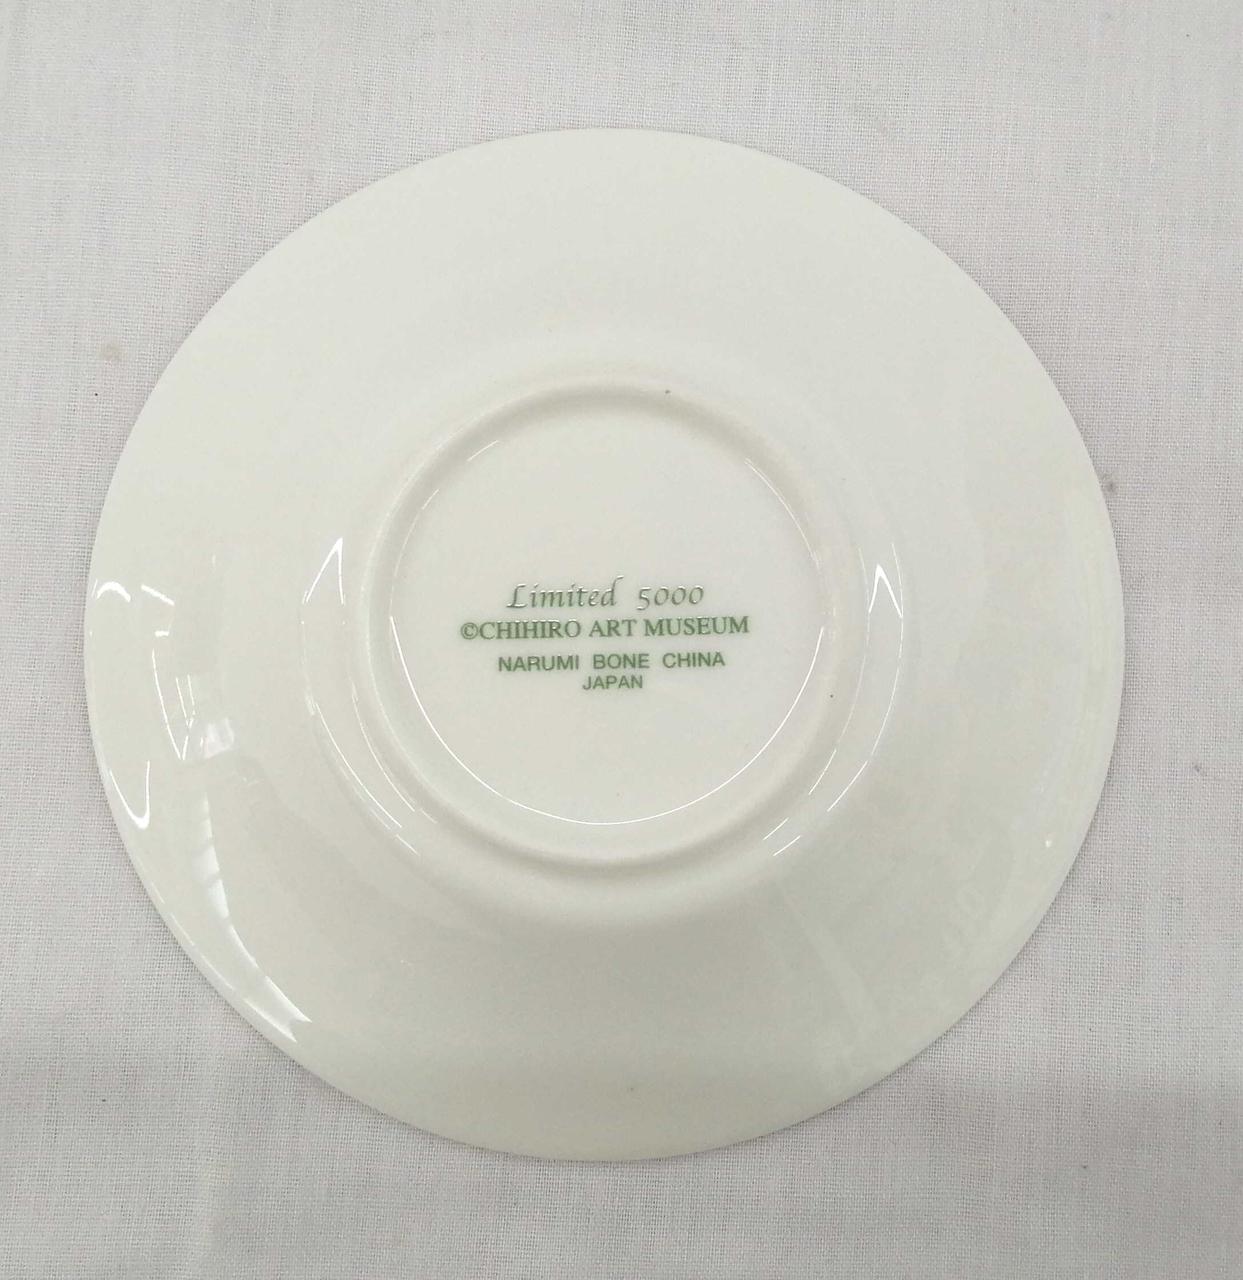 Limited 5000
©CHIHIRO ART MUSEUM
NARUMI BONE CHINA
JAPAN